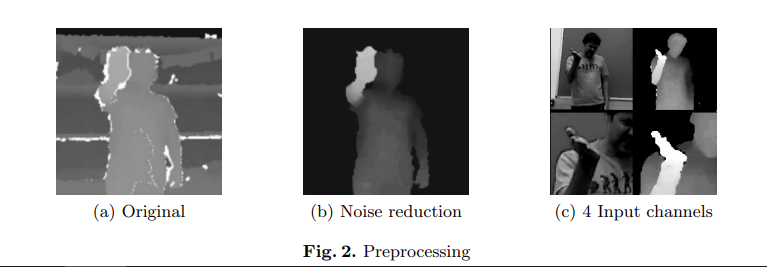 (a) Original
(b) Noise reduction
(c) 4 Input channels
Fig. 2. Preprocessing